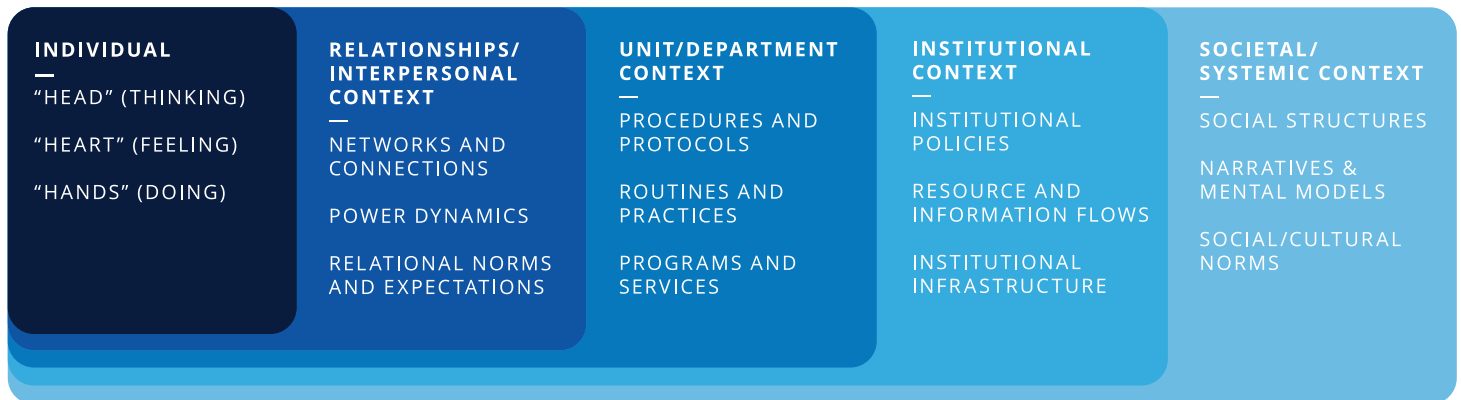 INDIVIDUAL
“HEAD” (THINKING)
“HEART” (FEELING)
“HANDS” (DOING)
RELATIONSHIPS/
INTERPERSONAL
CONTEXT
NETWORKS AND
CONNECTIONS
POWER DYNAMICS
RELATIONAL NORMS
AND EXPECTATIONS
UNIT/DEPARTMENT
CONTEXT
PROCEDURES AND
PROTOCOLS
ROUTINES AND
PRACTICES
PROGRAMS AND
SERVICES
INSTITUTIONAL
CONTEXT
INSTITUTIONAL
POLICIES
RESOURCE AND
INFORMATION FLOWS
INSTITUTIONAL
INFRASTRUCTURE
SOCIETAL/
SYSTEMIC CONTEXT
SOCIAL STRUCTURES
NARRATIVES &
MENTAL MODELS
SOCIAL/CULTURAL
NORMS